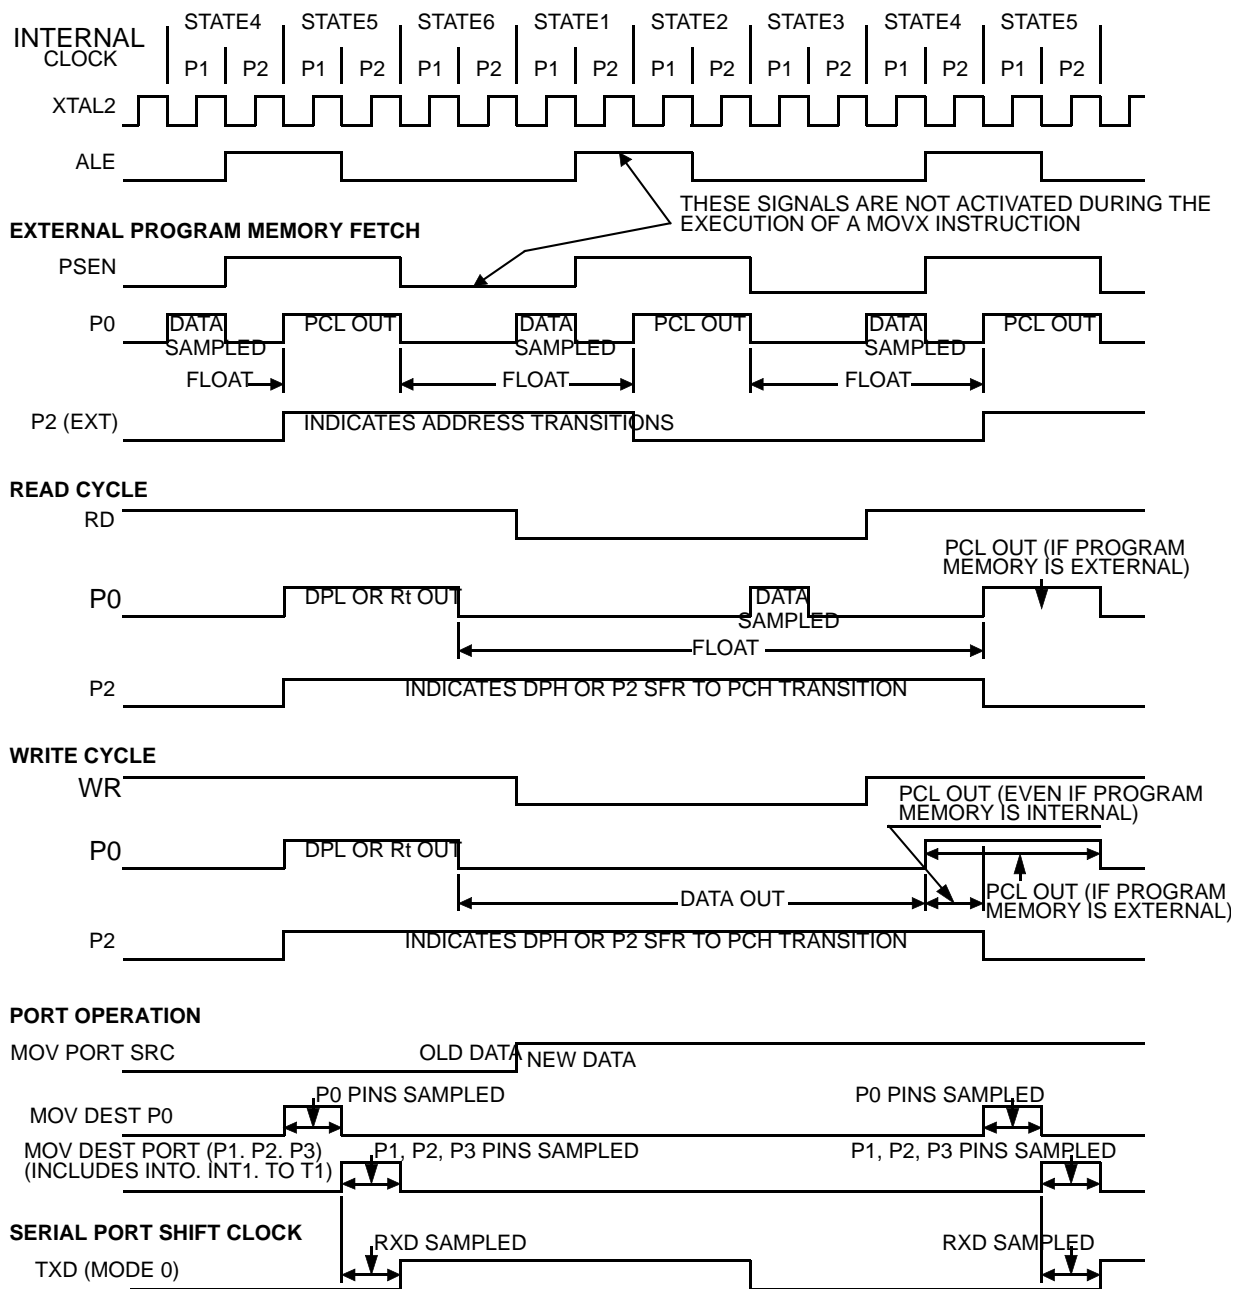 INTERNAL
CLOCK
STATE4 STATE5 STATE6 STATE1 STATE2 STATE3 STATE4 STATE5
P1 P2 P1 P2 P1 P2 P1 P2 P1 P2 P1 P2 P1 P2 P1 P2
XTAL2
ALE
THESE SIGNALS ARE NOT ACTIVATED DURING THE
EXECUTION OF A MOVX INSTRUCTION
EXTERNAL PROGRAM MEMORY FETCH
PSEN
P0 DATA PCL OUT DATA PCL OUT DATA PCL OUT
SAMPLED SAMPLED SAMPLED
FLOAT FLOAT FLOAT
P2 (EXT) INDICATES ADDRESS TRANSITIONS
READ CYCLE
RD
PCL OUT (IF PROGRAM
MEMORY IS EXTERNAL)
P0 DPL OR Rt OUT DATA
SAMPLED
FLOAT
P2 INDICATES DPH OR P2 SFR TO PCH TRANSITION
WRITE CYCLE
WR
PCL OUT (EVEN IF PROGRAM
MEMORY IS INTERNAL)
P0 DPL OR Rt OUT
DATA OUT PCL OUT (IF PROGRAM
MEMORY IS EXTERNAL)
P2 INDICATES DPH OR P2 SFR TO PCH TRANSITION
PORT OPERATION
MOV PORT SRC OLD DATA NEW DATA
P0 PINS SAMPLED P0 PINS SAMPLED
MOV DEST P0
MOV DEST PORT (P1. P2. P3) P1, P2, P3 PINS SAMPLED P1, P2, P3 PINS SAMPLED
(INCLUDES INTO. INT1. TO T1)
SERIAL PORT SHIFT CLOCK
RXD SAMPLED RXD SAMPLED
TXD (MODE 0)